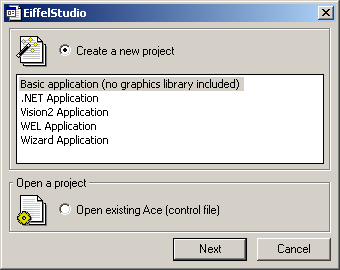 EiffelStudio
Create a new project
Basic application (no graphics library included)
.NET Application
Vision2 Application
WEL Application
Wizard Application
Open a project
Open existing Ace (control file)
Next
Cancel